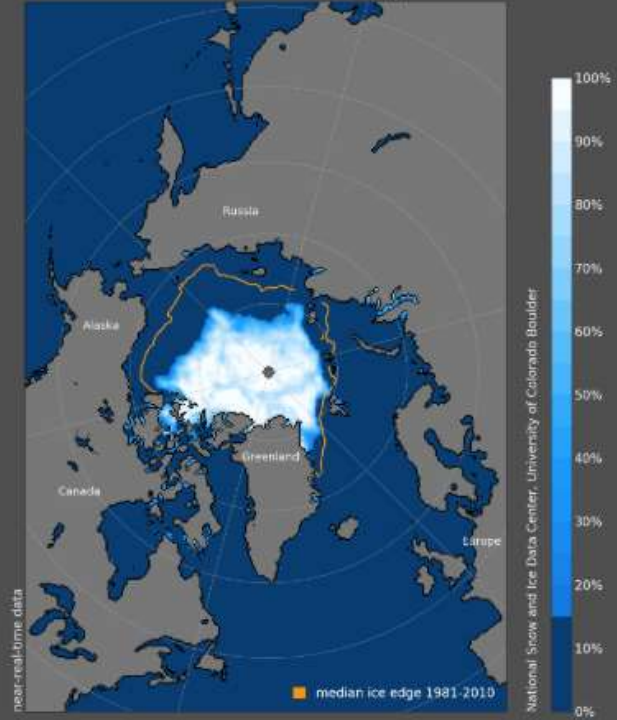 Russia
Alaska
Greenland
Canada
Europe
near-real-time data
median ice edge 1981-2010
National Snow and Ice Data Center, University of Colorado Boulder
100%
90%
80%
70%
60%
50%
40%
30%
20%
10%
0%